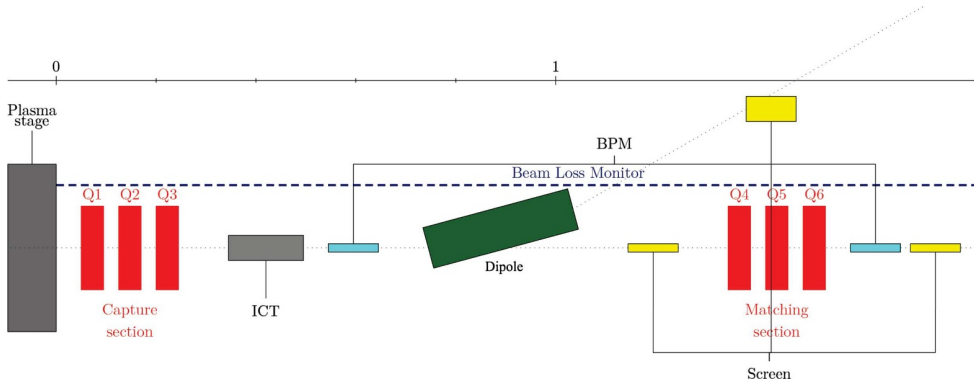 0
1
Plasma
stage
BPM
Beam Loss Monitor
Q1
Q2
Q3
Q4
Q5
Q6
Dipole
ICT
Capture
section
Matching
section
Screen